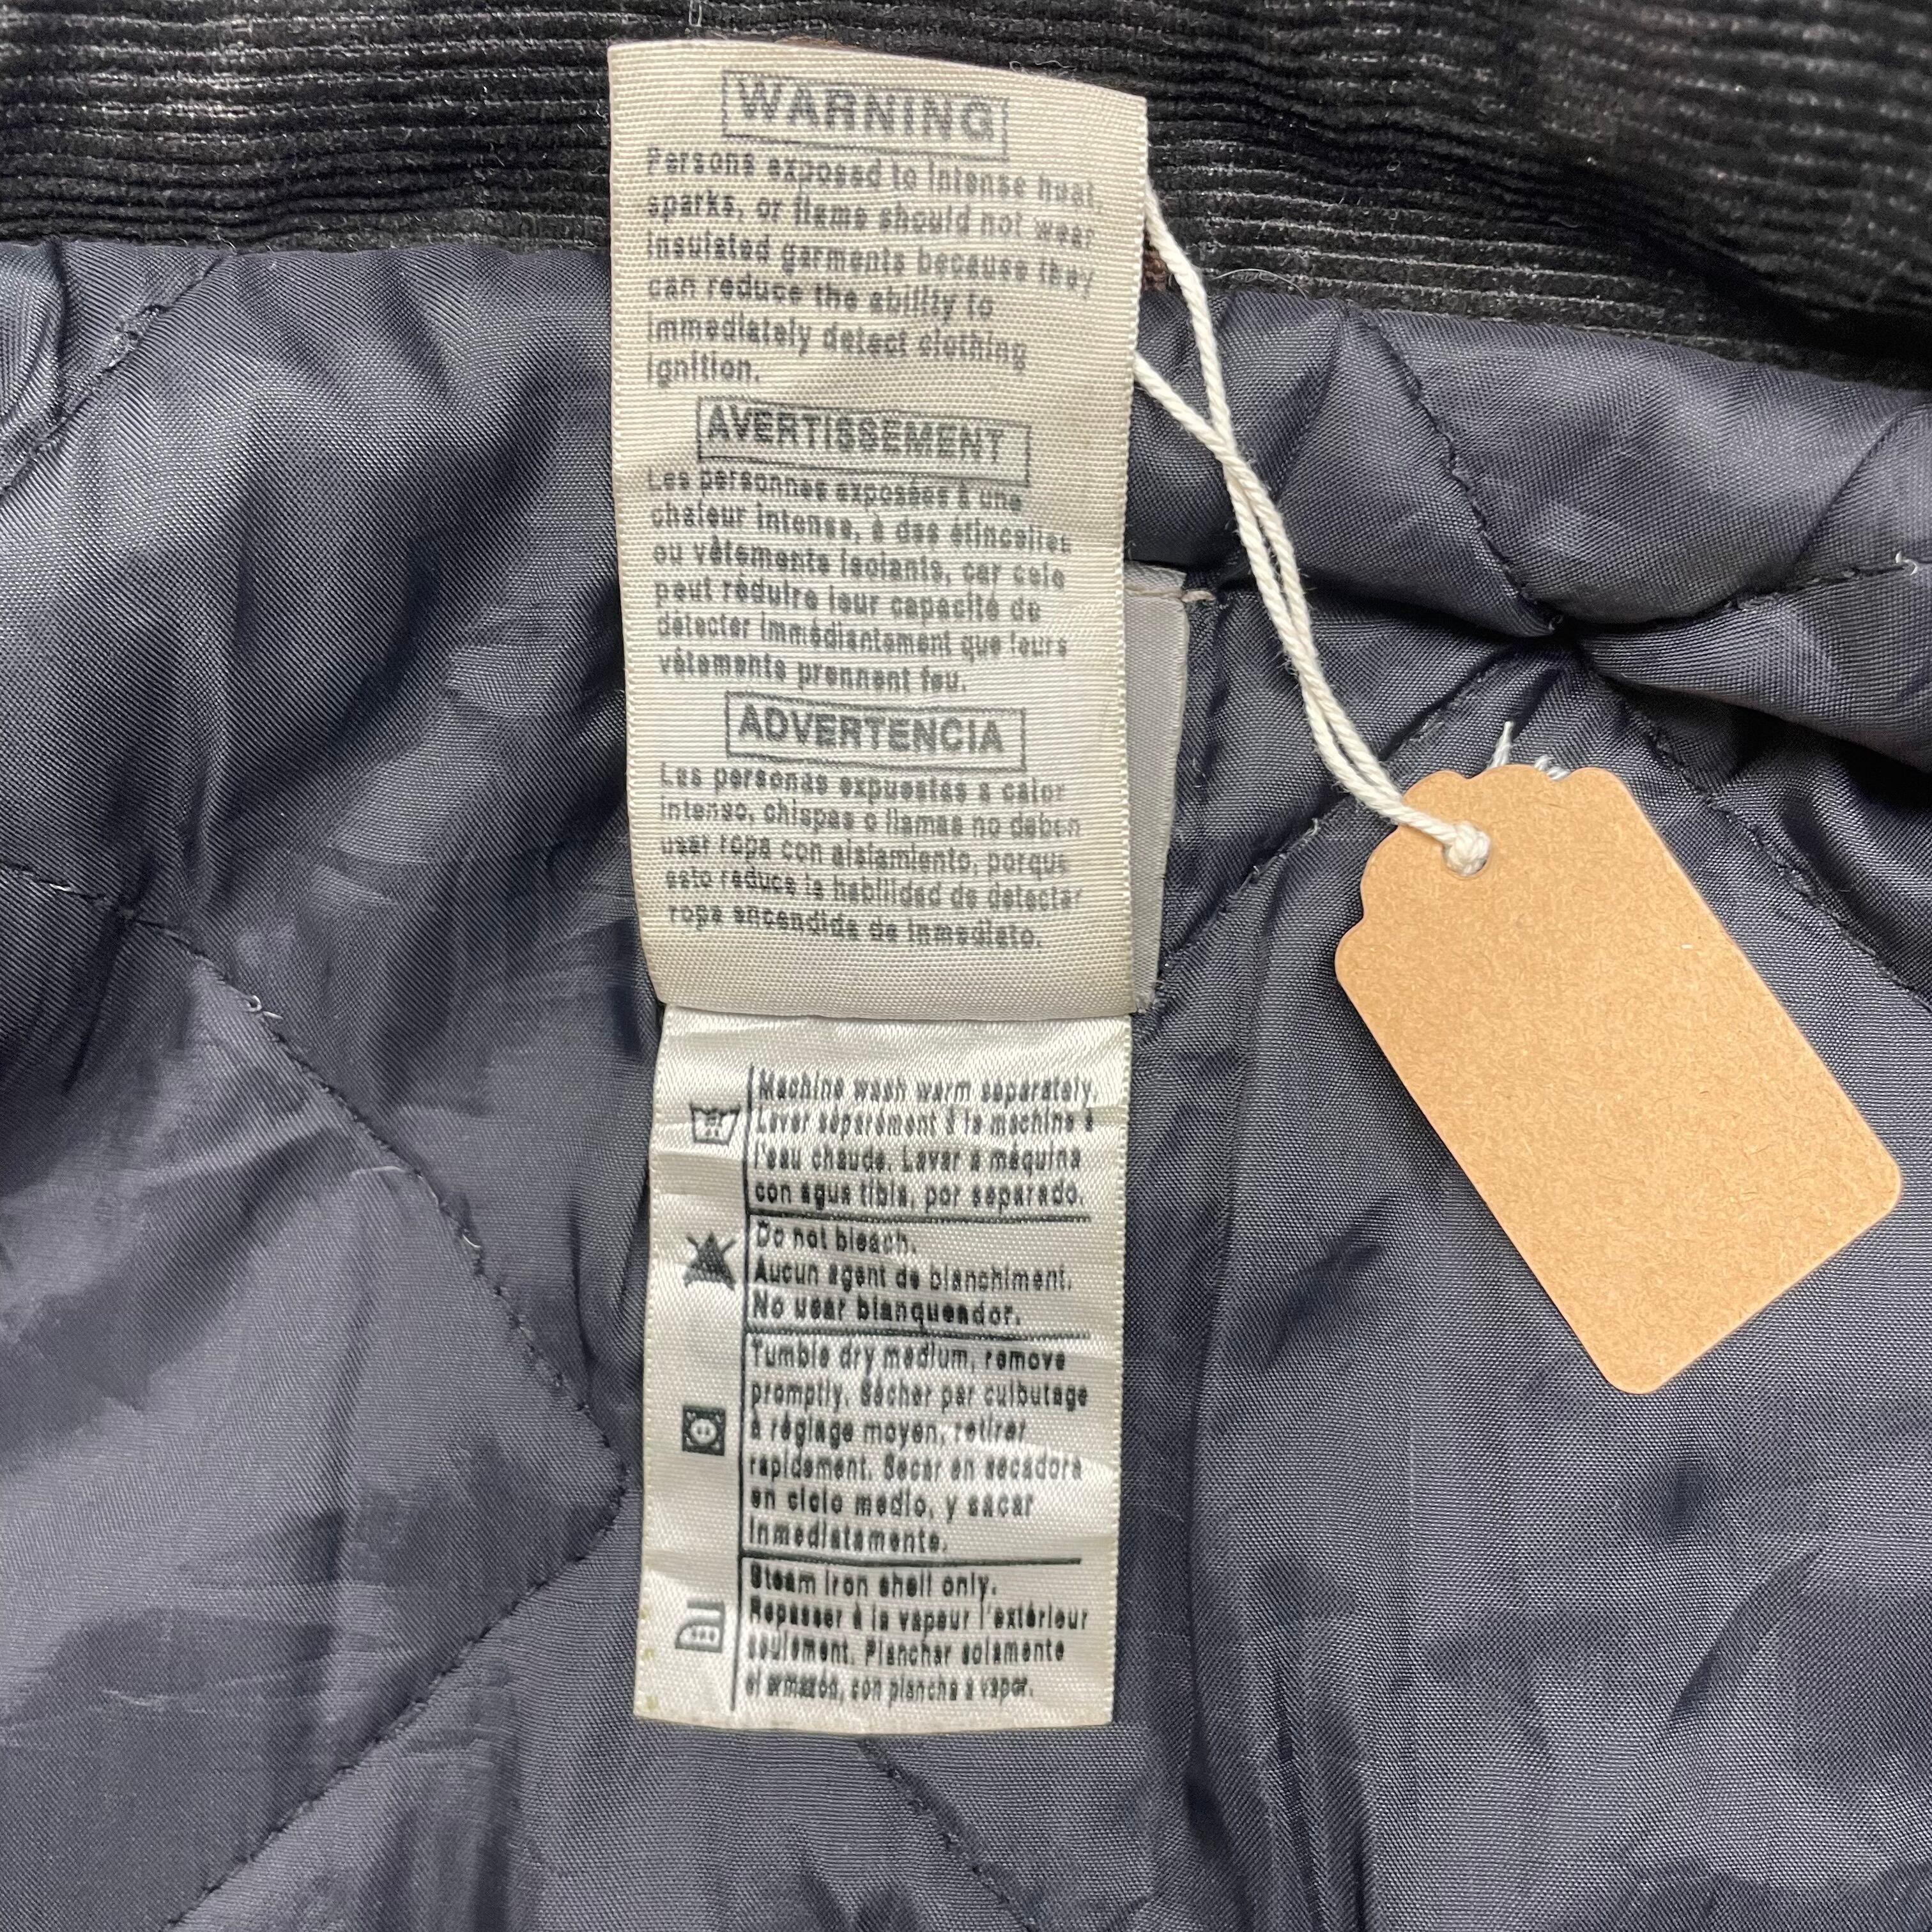 WARNING
Persons exposed to intense heat,
sparks, or flame should not wear
insulated garments because they
can reduce the ability to
immediately detect clothing
ignition.
AVERTISSEMENT
Les personnes exposées à une
chaleur intense, à des étincelles
ou vêtements isolants, car cela
peut réduire leur capacité de
détecter immédiantement que leurs
vêtements prennent feu.
ADVERTENCIA
Las personas expuestas a calor
intenso, chispas o llamas no deben
usar ropa con aislamiento, porque
esto reduce la habilidad de detectar
ropa encendida de inmediato.
Machine wash warm separately.
Laver séparément à la machine à
l'eau chaude. Lavar a máquina
con agua tibia, por separado.
Do not bleach.
Aucun agent de blanchiment.
No usar blanqueador.
Tumble dry medium, remove
promptly. Sécher par culbutage
à réglage moyen, retirer
rapidement. Secar en secadora
en ciclo medio, y sacar
inmediatamente.
Steam iron shell only.
Repasser à la vapeur l'extérieur
seulement. Planchar solamente
el armazón, con plancha a vapor.